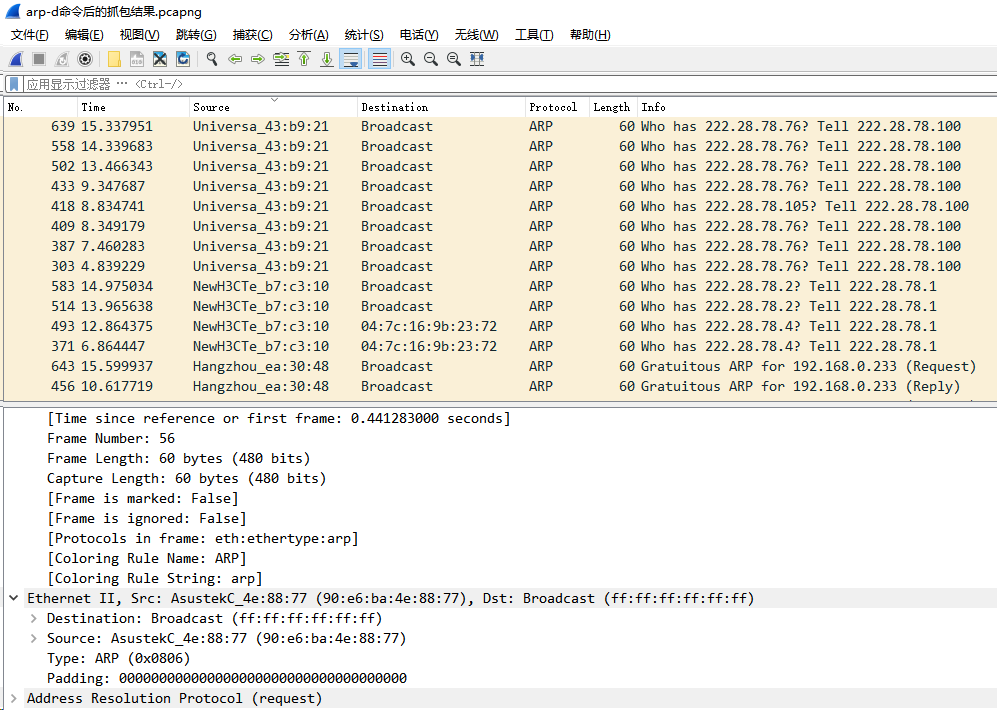 arp-d命令后的抓包结果.pcapng
文件(F) 编辑(E) 视图(V) 跳转(G) 捕获(C) 分析(A) 统计(S) 电话(Y) 无线(W) 工具(T) 帮助(H)
应用显示过滤器 … <Ctrl-/>
No. Time Source Destination Protocol Length Info
639 15.337951 Universa_43:b9:21 Broadcast ARP 60 Who has 222.28.78.76? Tell 222.28.78.100
558 14.339683 Universa_43:b9:21 Broadcast ARP 60 Who has 222.28.78.76? Tell 222.28.78.100
502 13.466343 Universa_43:b9:21 Broadcast ARP 60 Who has 222.28.78.76? Tell 222.28.78.100
433 9.347687 Universa_43:b9:21 Broadcast ARP 60 Who has 222.28.78.76? Tell 222.28.78.100
418 8.834741 Universa_43:b9:21 Broadcast ARP 60 Who has 222.28.78.105? Tell 222.28.78.100
409 8.349179 Universa_43:b9:21 Broadcast ARP 60 Who has 222.28.78.76? Tell 222.28.78.100
387 7.460283 Universa_43:b9:21 Broadcast ARP 60 Who has 222.28.78.76? Tell 222.28.78.100
303 4.839229 Universa_43:b9:21 Broadcast ARP 60 Who has 222.28.78.76? Tell 222.28.78.100
583 14.975034 NewH3CTe_b7:c3:10 Broadcast ARP 60 Who has 222.28.78.2? Tell 222.28.78.1
514 13.965638 NewH3CTe_b7:c3:10 Broadcast ARP 60 Who has 222.28.78.2? Tell 222.28.78.1
493 12.864375 NewH3CTe_b7:c3:10 04:7c:16:9b:23:72 ARP 60 Who has 222.28.78.4? Tell 222.28.78.1
371 6.864447 NewH3CTe_b7:c3:10 04:7c:16:9b:23:72 ARP 60 Who has 222.28.78.4? Tell 222.28.78.1
643 15.599937 Hangzhou_ea:30:48 Broadcast ARP 60 Gratuitous ARP for 192.168.0.233 (Request)
456 10.617719 Hangzhou_ea:30:48 Broadcast ARP 60 Gratuitous ARP for 192.168.0.233 (Reply)
[Time since reference or first frame: 0.441283000 seconds]
Frame Number: 56
Frame Length: 60 bytes (480 bits)
Capture Length: 60 bytes (480 bits)
[Frame is marked: False]
[Frame is ignored: False]
[Protocols in frame: eth:ethertype:arp]
[Coloring Rule Name: ARP]
[Coloring Rule String: arp]
Ethernet II, Src: AsustekC_4e:88:77 (90:e6:ba:4e:88:77), Dst: Broadcast (ff:ff:ff:ff:ff:ff)
Destination: Broadcast (ff:ff:ff:ff:ff:ff)
Source: AsustekC_4e:88:77 (90:e6:ba:4e:88:77)
Type: ARP (0x0806)
Padding: 000000000000000000000000000000000000
Address Resolution Protocol (request)